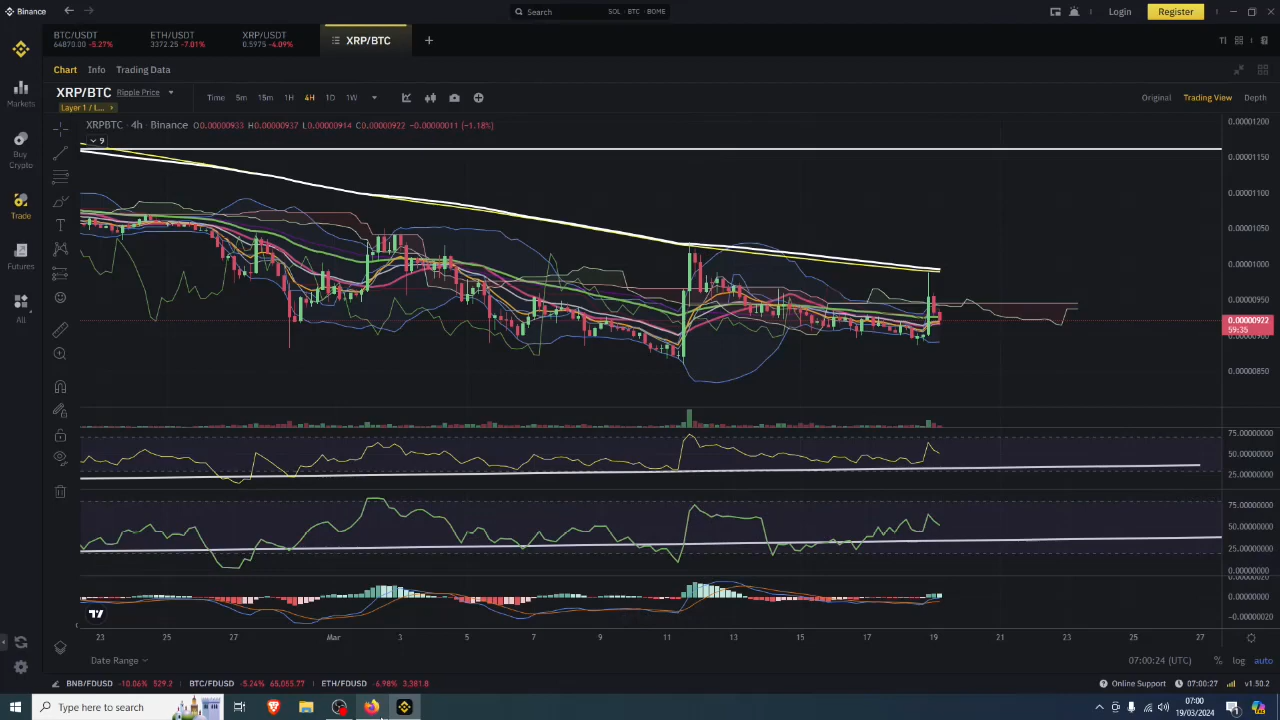 Binance
Search SOL · BTC · BOME
Login Register
BTC/USDT
64870.00 -5.27%
ETH/USDT
3372.25 -7.01%
XRP/USDT
0.5975 -4.09%
XRP/BTC
Chart Info Trading Data
Markets
Buy
Crypto
Trade
Futures
All
XRP/BTC Ripple Price
Layer 1 / L...
Time 5m 15m 1H 4H 1D 1W
Original Trading View Depth
XRPBTC · 4h · Binance O0.00000933 H0.00000937 L0.00000914 C0.00000922 −0.00000011 (−1.18%)
9
0.00001200
0.00001150
0.00001100
0.00001050
0.00001000
0.00000950
0.00000922
59:35
0.00000900
0.00000850
75.00000000
50.00000000
25.00000000
75.00000000
50.00000000
25.00000000
0.00000000
0.00000020
0.00000000
−0.00000020
23 25 27 Mar 3 5 7 9 11 13 15 17 19 21 23 25 27
Date Range 07:00:24 (UTC) % log auto
BNB/FDUSD -10.06% 529.2 BTC/FDUSD -5.24% 65,055.77 ETH/FDUSD -6.98% 3,381.8
Online Support 07:00:27 v1.50.2
Type here to search
07:00
19/03/2024
1